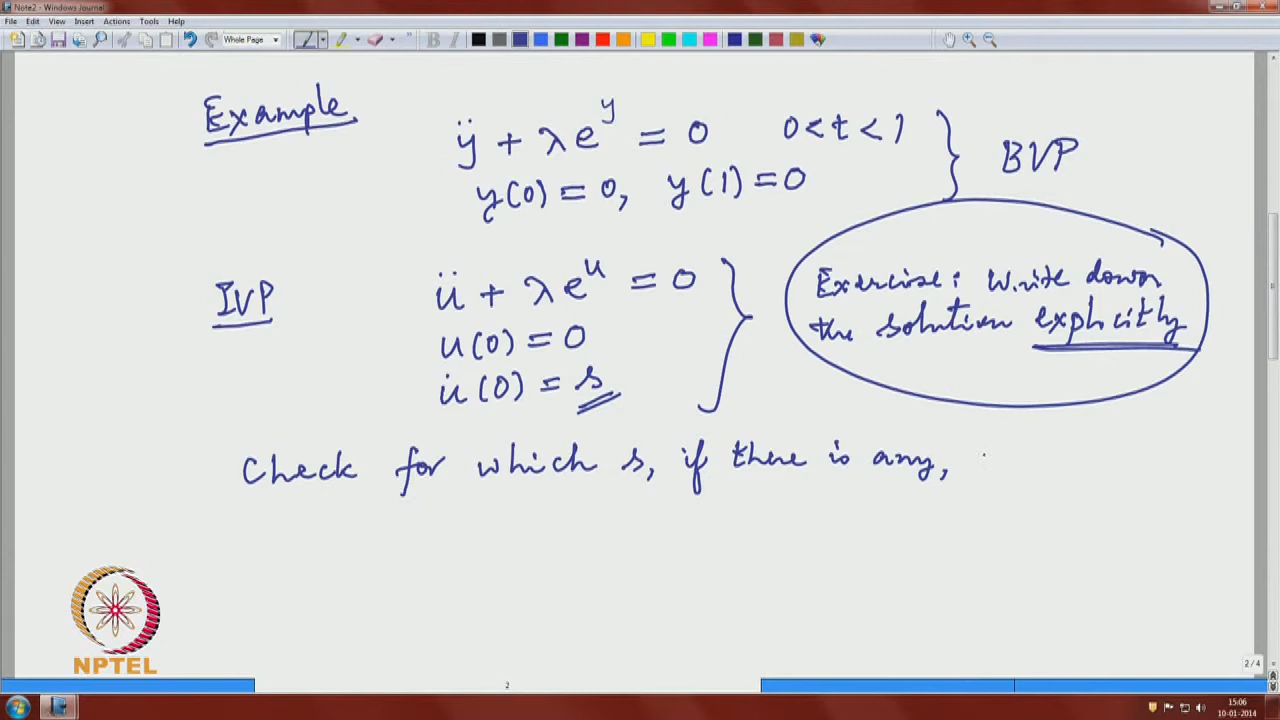 Note2 - Windows Journal
File Edit View Insert Actions Tools Help
Whole Page
Example
ÿ + λe^y = 0 0<t<1
y(0) = 0, y(1) = 0
BVP
IVP
ü + λe^u = 0
u(0) = 0
u̇(0) = s
Exercise: Write down
the solution explicitly
Check for which s, if there is any,
NPTEL
2/4
2
15:06
10-01-2014